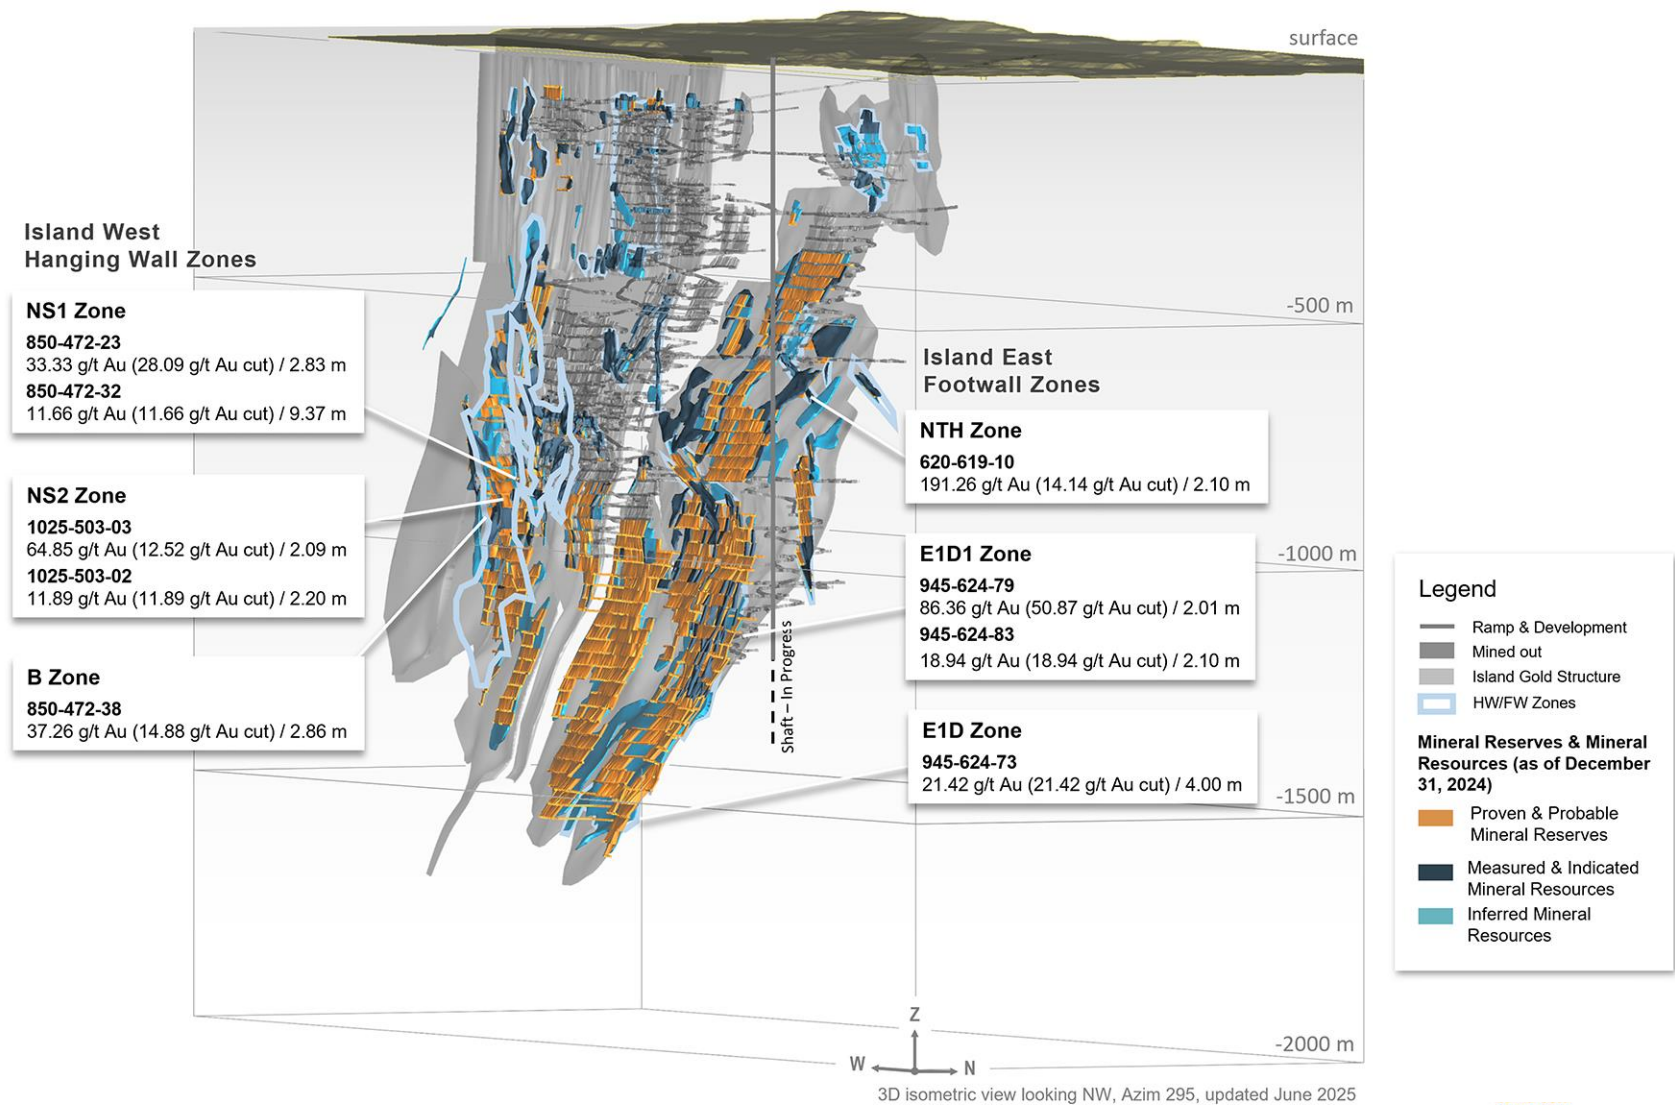 surface
Island West
Hanging Wall Zones
NS1 Zone
850-472-23
33.33 g/t Au (28.09 g/t Au cut) / 2.83 m
850-472-32
11.66 g/t Au (11.66 g/t Au cut) / 9.37 m
NS2 Zone
1025-503-03
64.85 g/t Au (12.52 g/t Au cut) / 2.09 m
1025-503-02
11.89 g/t Au (11.89 g/t Au cut) / 2.20 m
B Zone
850-472-38
37.26 g/t Au (14.88 g/t Au cut) / 2.86 m
Shaft – In Progress
-500 m
Island East
Footwall Zones
NTH Zone
620-619-10
191.26 g/t Au (14.14 g/t Au cut) / 2.10 m
-1000 m
E1D1 Zone
945-624-79
86.36 g/t Au (50.87 g/t Au cut) / 2.01 m
945-624-83
18.94 g/t Au (18.94 g/t Au cut) / 2.10 m
E1D Zone
945-624-73
21.42 g/t Au (21.42 g/t Au cut) / 4.00 m
-1500 m
-2000 m
Legend
Ramp & Development
Mined out
Island Gold Structure
HW/FW Zones
Mineral Reserves & Mineral
Resources (as of December
31, 2024)
Proven & Probable
Mineral Reserves
Measured & Indicated
Mineral Resources
Inferred Mineral
Resources
Z
W
N
3D isometric view looking NW, Azim 295, updated June 2025